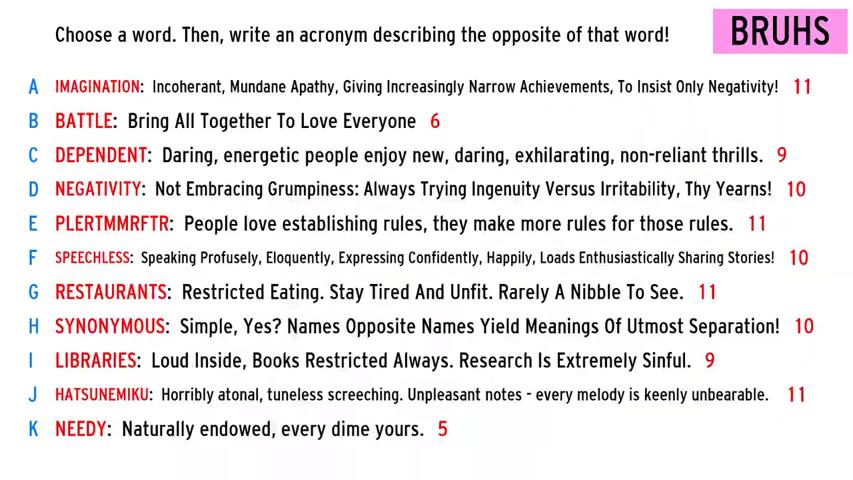 Choose a word. Then, write an acronym describing the opposite of that word!
BRUHS
A IMAGINATION: Incoherant, Mundane Apathy, Giving Increasingly Narrow Achievements, To Insist Only Negativity! 11
B BATTLE: Bring All Together To Love Everyone 6
C DEPENDENT: Daring, energetic people enjoy new, daring, exhilarating, non-reliant thrills. 9
D NEGATIVITY: Not Embracing Grumpiness: Always Trying Ingenuity Versus Irritability, Thy Yearns! 10
E PLERTMMRFTR: People love establishing rules, they make more rules for those rules. 11
F SPEECHLESS: Speaking Profusely, Eloquently, Expressing Confidently, Happily, Loads Enthusiastically Sharing Stories! 10
G RESTAURANTS: Restricted Eating. Stay Tired And Unfit. Rarely A Nibble To See. 11
H SYNONYMOUS: Simple, Yes? Names Opposite Names Yield Meanings Of Utmost Separation! 10
I LIBRARIES: Loud Inside, Books Restricted Always. Research Is Extremely Sinful. 9
J HATSUNEMIKU: Horribly atonal, tuneless screeching. Unpleasant notes - every melody is keenly unbearable. 11
K NEEDY: Naturally endowed, every dime yours. 5